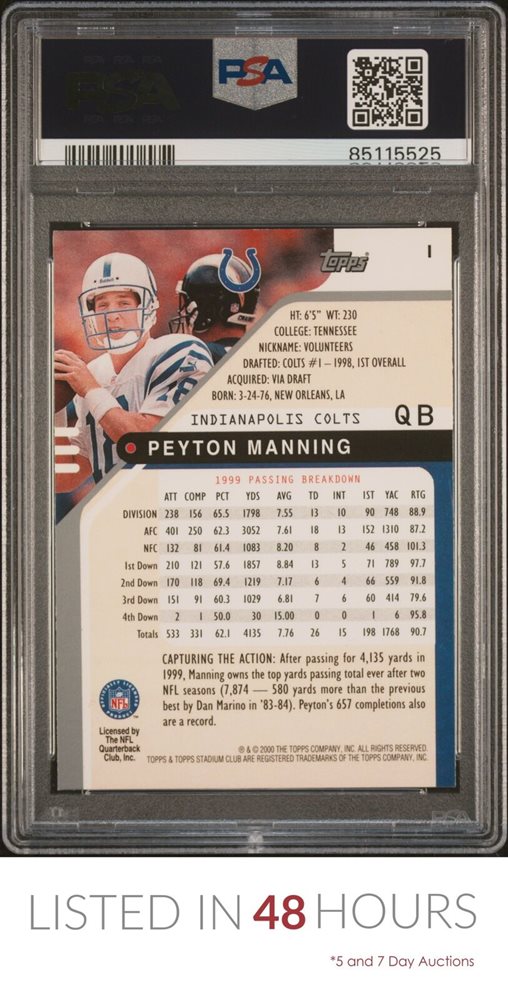 PSA
85115525
TOPPS
1
HT: 6'5" WT: 230
COLLEGE: TENNESSEE
NICKNAME: VOLUNTEERS
DRAFTED: COLTS #1 – 1998, 1ST OVERALL
ACQUIRED: VIA DRAFT
BORN: 3-24-76, NEW ORLEANS, LA
INDIANAPOLIS COLTS QB
PEYTON MANNING
1999 PASSING BREAKDOWN
ATT COMP PCT YDS AVG TD INT 1ST YAC RTG
DIVISION 238 156 65.5 1798 7.55 13 10 90 748 88.9
AFC 401 250 62.3 3052 7.61 18 13 152 1310 87.2
NFC 132 81 61.4 1083 8.20 8 2 46 458 101.3
1st Down 210 121 57.6 1857 8.84 13 5 71 789 97.7
2nd Down 170 118 69.4 1219 7.17 6 4 66 559 91.8
3rd Down 151 91 60.3 1029 6.81 7 6 60 414 79.6
4th Down 2 1 50.0 30 15.00 0 0 1 6 95.8
Totals 533 331 62.1 4135 7.76 26 15 198 1768 90.7
CAPTURING THE ACTION: After passing for 4,135 yards in
1999, Manning owns the top yards passing total ever after two
NFL seasons (7,874 — 580 yards more than the previous
best by Dan Marino in '83-84). Peyton's 657 completions also
are a record.
NFL
Licensed by
The NFL
Quarterback
Club, Inc.
® & © 2000 THE TOPPS COMPANY, INC. ALL RIGHTS RESERVED.
TOPPS & TOPPS STADIUM CLUB ARE REGISTERED TRADEMARKS OF THE TOPPS COMPANY, INC.
LISTED IN 48 HOURS
*5 and 7 Day Auctions